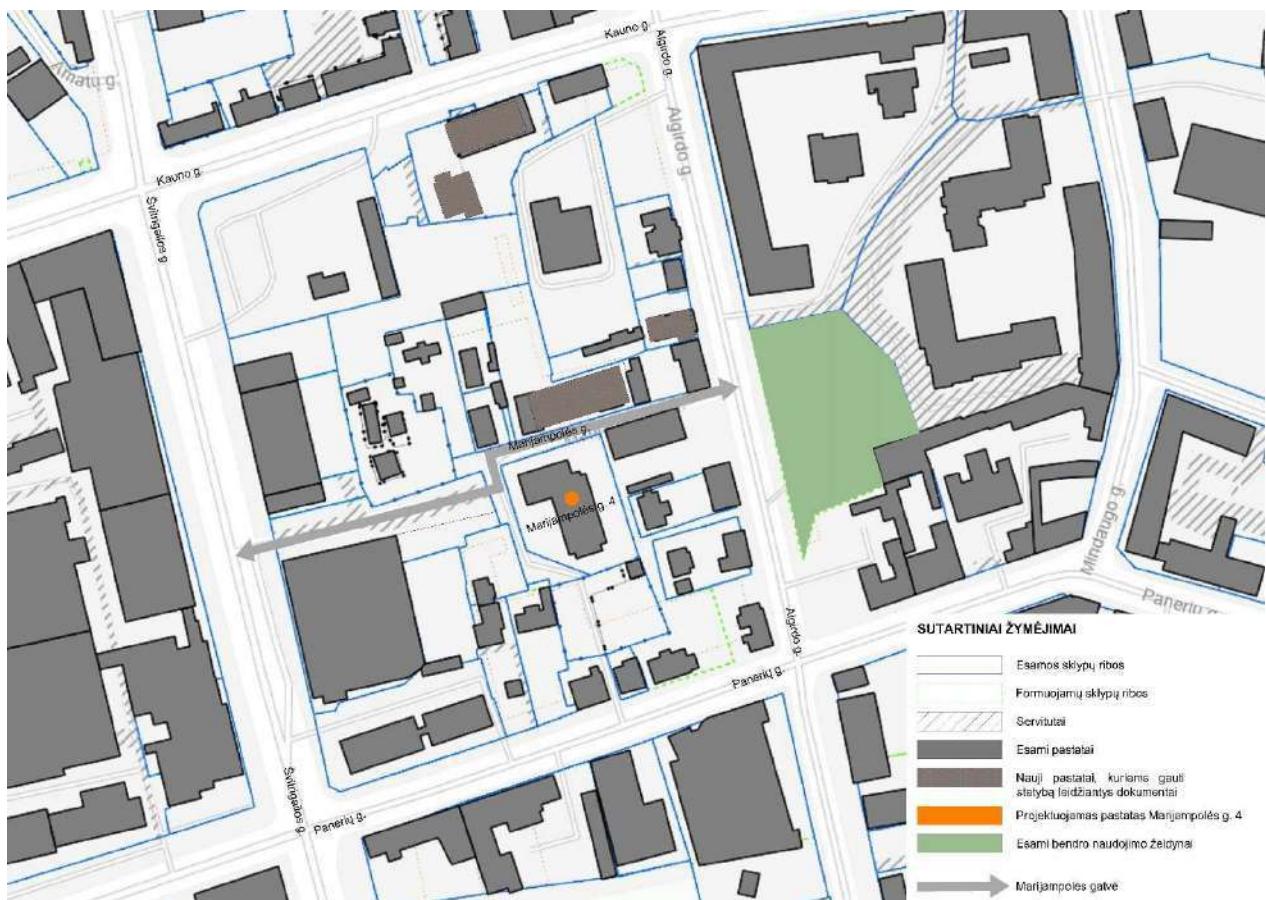 Kauno g.
Algirdo g.
Amatų g.
Algirdo g.
Kauno g.
Švitrigailos g.
Marijampolės g.
Marijampolės g. 4
Mindaugo g.
Panerių g.
Algirdo g.
Panerių g.
Švitrigailos g.
Panerių g.
SUTARTINIAI ŽYMĖJIMAI
Esamos sklypų ribos
Formuojamų sklypų ribos
Servitutai
Esami pastatai
Nauji pastatai, kuriems gauti
statybą leidžiantys dokumentai
Projektuojamas pastatas Marijampolės g. 4
Esami bendro naudojimo želdynai
Marijampolės gatvė